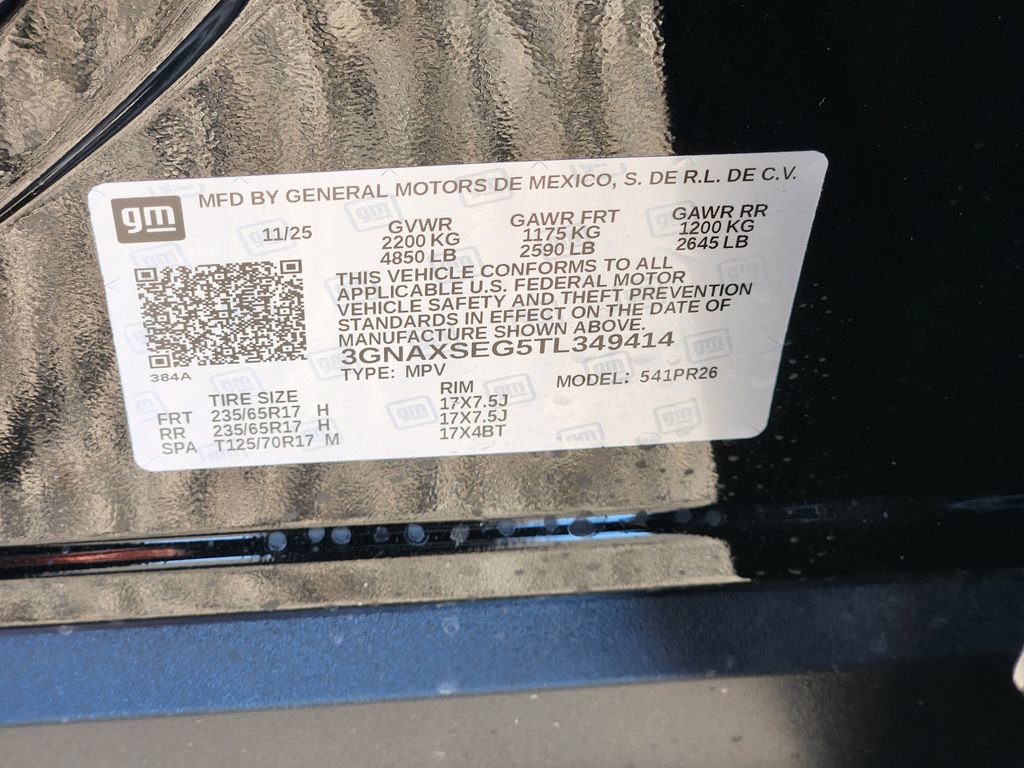 MFD BY GENERAL MOTORS DE MEXICO, S. DE R.L. DE C.V.
gm
11/25 GVWR GAWR FRT GAWR RR
2200 KG 1175 KG 1200 KG
4850 LB 2590 LB 2645 LB
THIS VEHICLE CONFORMS TO ALL
APPLICABLE U.S. FEDERAL MOTOR
VEHICLE SAFETY AND THEFT PREVENTION
STANDARDS IN EFFECT ON THE DATE OF
MANUFACTURE SHOWN ABOVE.
3GNAXSEG5TL349414
384A TYPE: MPV MODEL: 541PR26
TIRE SIZE RIM
FRT 235/65R17 H 17X7.5J
RR 235/65R17 H 17X7.5J
SPA T125/70R17 M 17X4BT